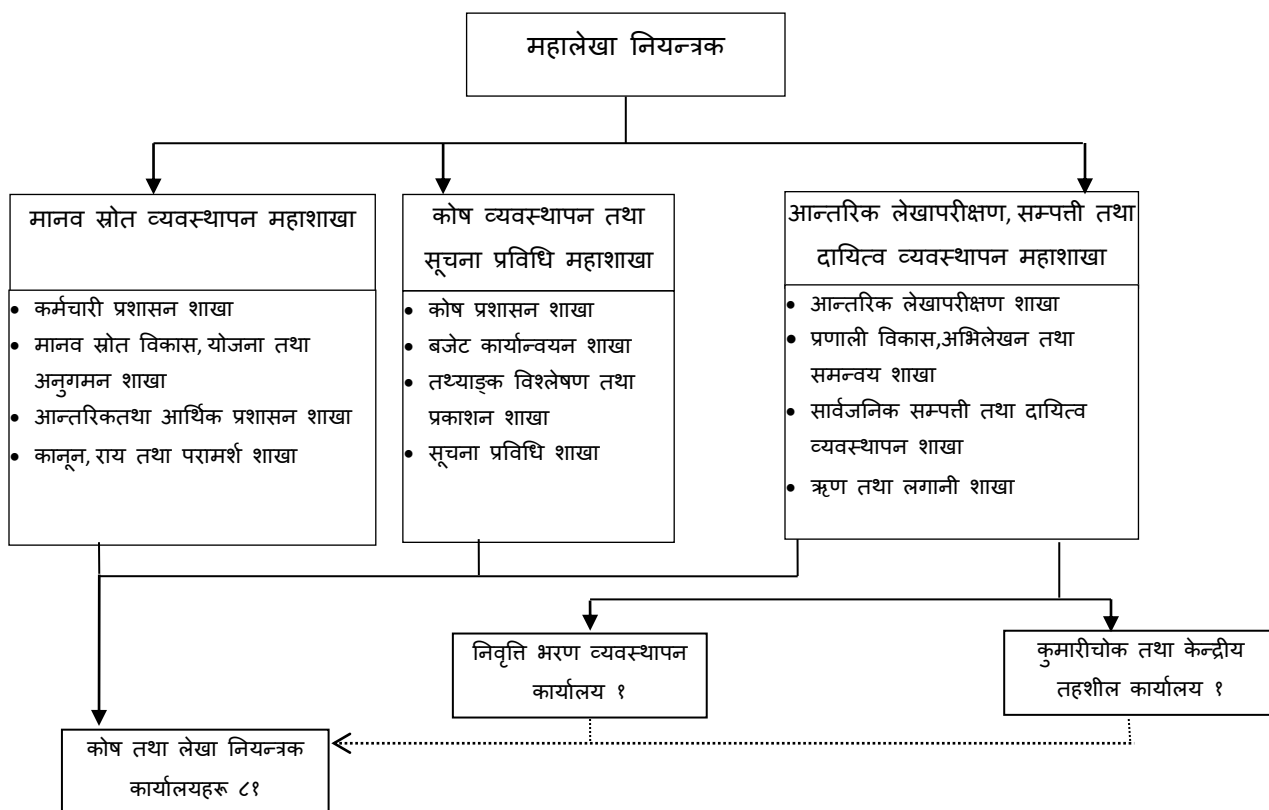 महालेखा नियन्त्रक
मानव स्रोत व्यवस्थापन महाशाखा
• कर्मचारी प्रशासन शाखा
• मानव स्रोत विकास, योजना तथा
अनुगमन शाखा
• आन्तरिकतथा आर्थिक प्रशासन शाखा
• कानून, राय तथा परामर्श शाखा
कोष व्यवस्थापन तथा
सूचना प्रविधि महाशाखा
• कोष प्रशासन शाखा
• बजेट कार्यान्वयन शाखा
• तथ्याङ्क विश्लेषण तथा
प्रकाशन शाखा
• सूचना प्रविधि शाखा
आन्तरिक लेखापरीक्षण, सम्पत्ती तथा
दायित्व व्यवस्थापन महाशाखा
• आन्तरिक लेखापरीक्षण शाखा
• प्रणाली विकास,अभिलेखन तथा
समन्वय शाखा
• सार्वजनिक सम्पत्ती तथा दायित्व
व्यवस्थापन शाखा
• ऋण तथा लगानी शाखा
निवृत्ति भरण व्यवस्थापन
कार्यालय १
कुमारीचोक तथा केन्द्रीय
तहशील कार्यालय १
कोष तथा लेखा नियन्त्रक
कार्यालयहरू ८१